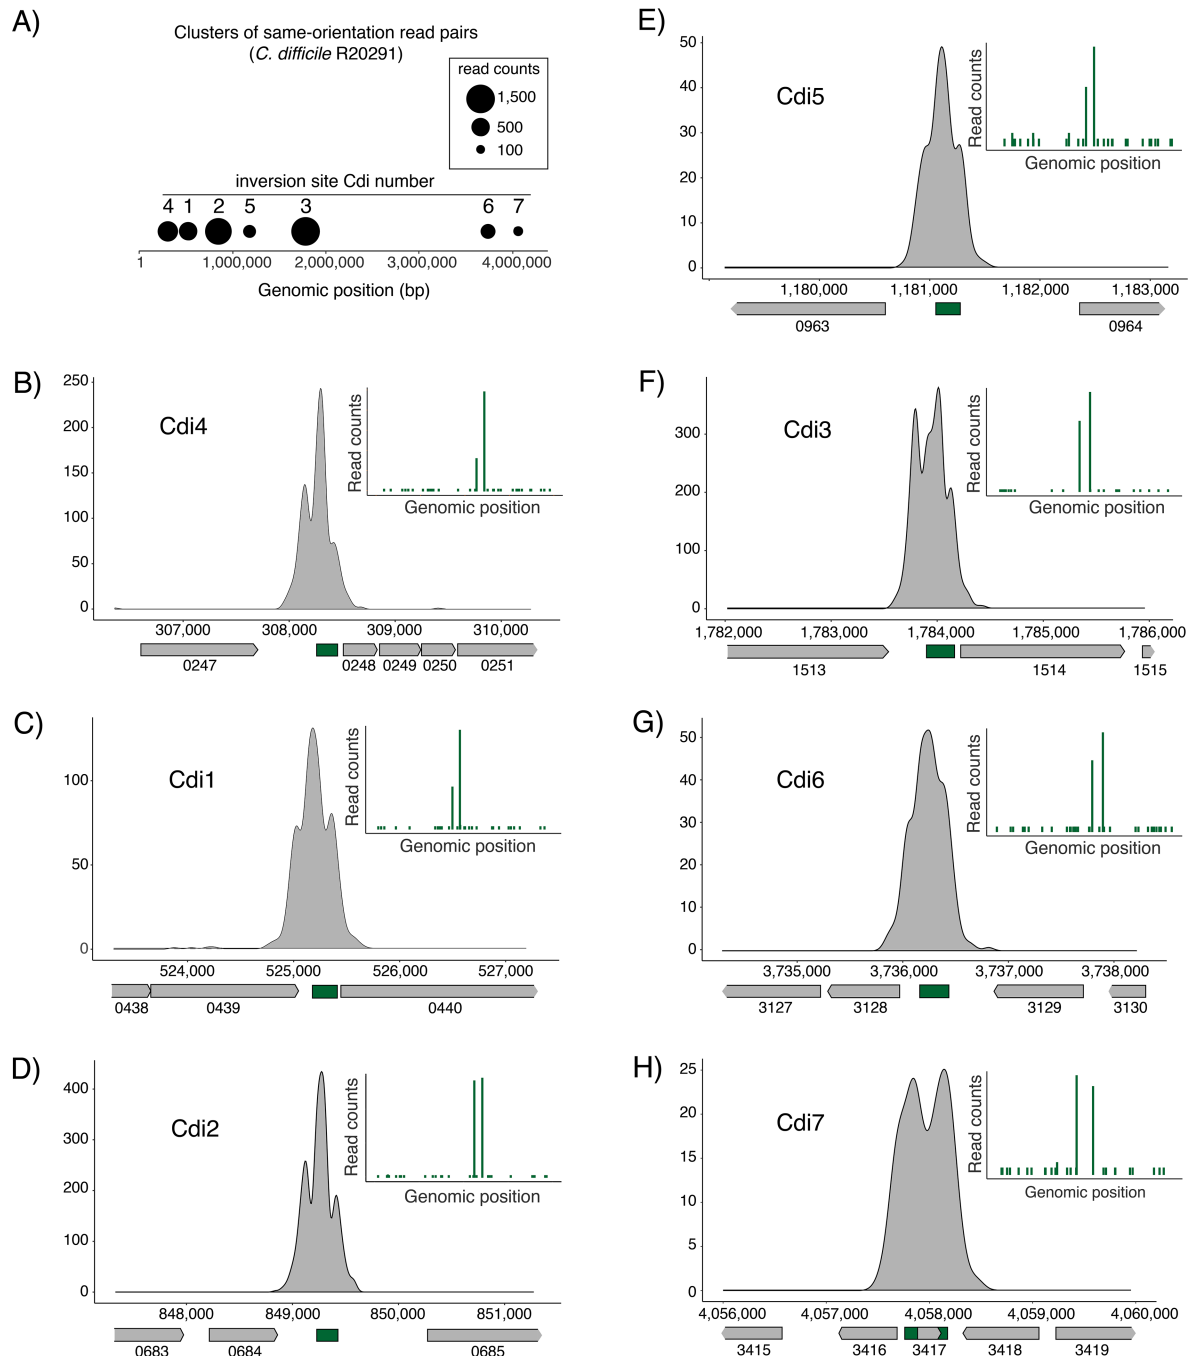 A)
Clusters of same-orientation read pairs
(C. difficile R20291)
read counts
1,500
500
100
inversion site Cdi number
4 1 2 5 3 6 7
1 1,000,000 2,000,000 3,000,000 4,000,000
Genomic position (bp)
B)
Cdi4
250
200
150
100
50
0
Read counts
Genomic position
307,000 308,000 309,000 310,000
0247 0248 0249 0250 0251
C)
Cdi1
100
50
0
Read counts
Genomic position
524,000 525,000 526,000 527,000
0438 0439 0440
D)
Cdi2
400
300
200
100
0
Read counts
Genomic position
848,000 849,000 850,000 851,000
0683 0684 0685
E)
Cdi5
50
40
30
20
10
0
Read counts
Genomic position
1,180,000 1,181,000 1,182,000 1,183,000
0963 0964
F)
Cdi3
300
200
100
0
Read counts
Genomic position
1,782,000 1,783,000 1,784,000 1,785,000 1,786,000
1513 1514 1515
G)
Cdi6
50
40
30
20
10
0
Read counts
Genomic position
3,735,000 3,736,000 3,737,000 3,738,000
3127 3128 3129 3130
H)
Cdi7
25
20
15
10
5
0
Read counts
Genomic position
4,056,000 4,057,000 4,058,000 4,059,000 4,060,000
3415 3416 3417 3418 3419